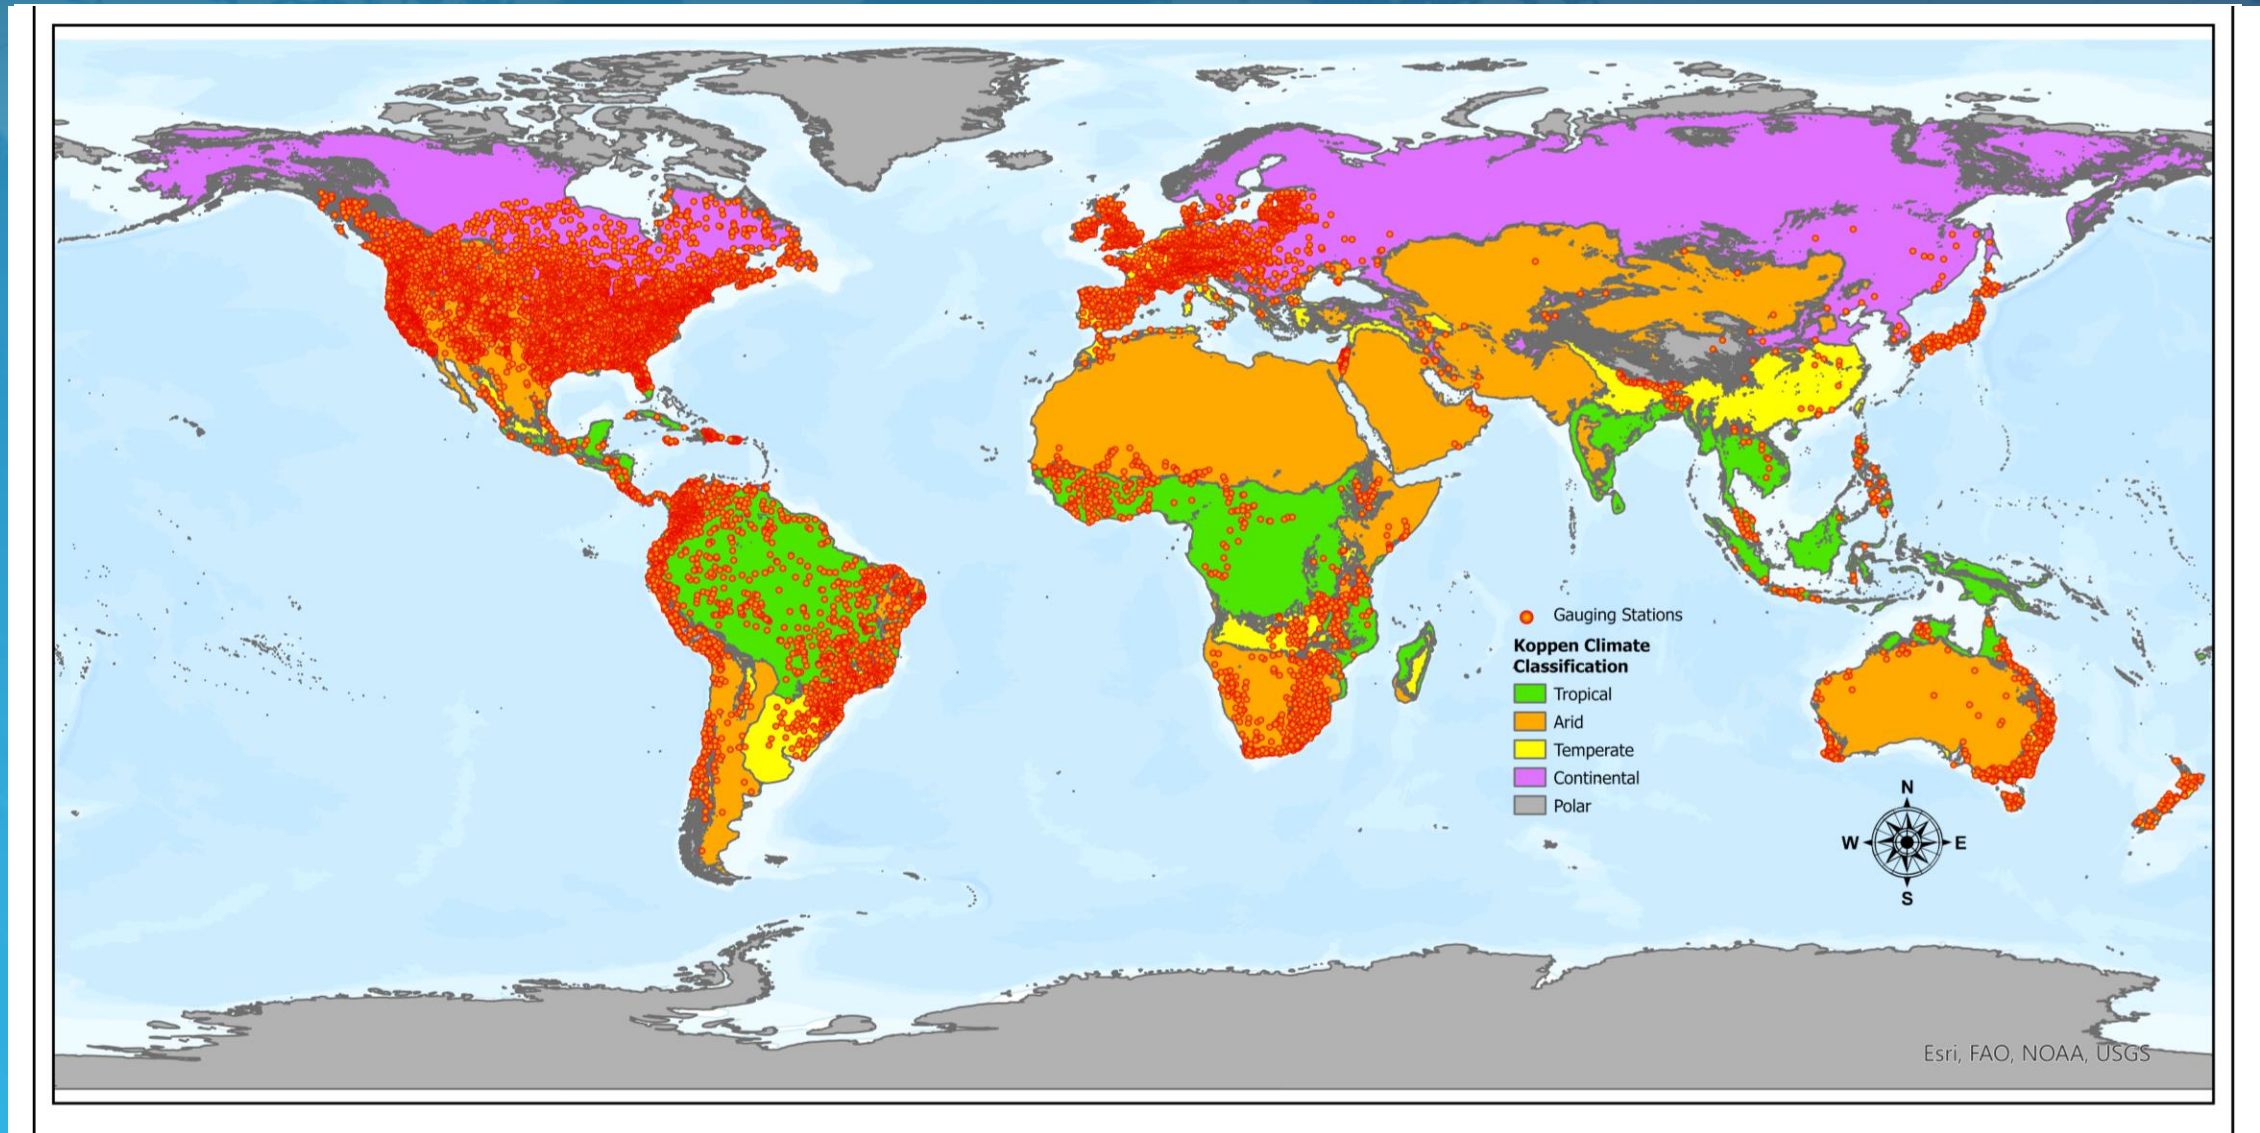 Gauging Stations
Koppen Climate
Classification
Tropical
Arid
Temperate
Continental
Polar
N
W E
S
Esri, FAO, NOAA, USGS